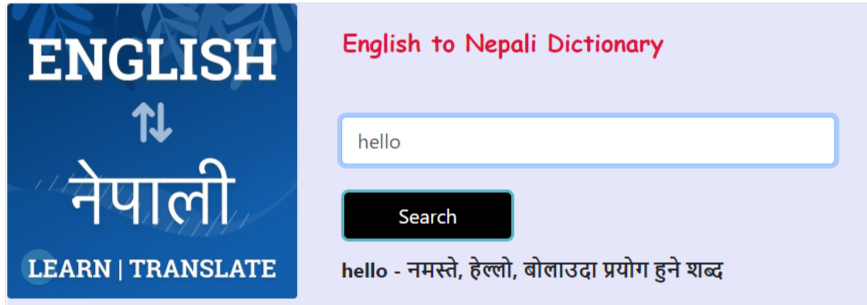 ENGLISH
नेपाली
LEARN | TRANSLATE
English to Nepali Dictionary
hello
Search
hello - नमस्ते, हेल्लो, बोलाउदा प्रयोग हुने शब्द